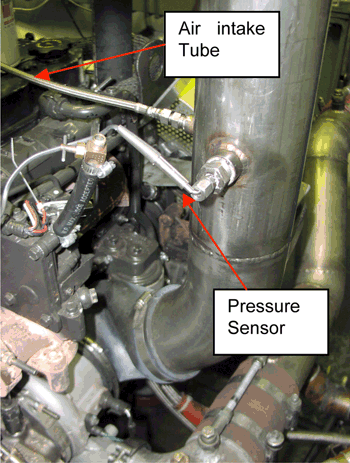 Air intake
Tube
Pressure
Sensor